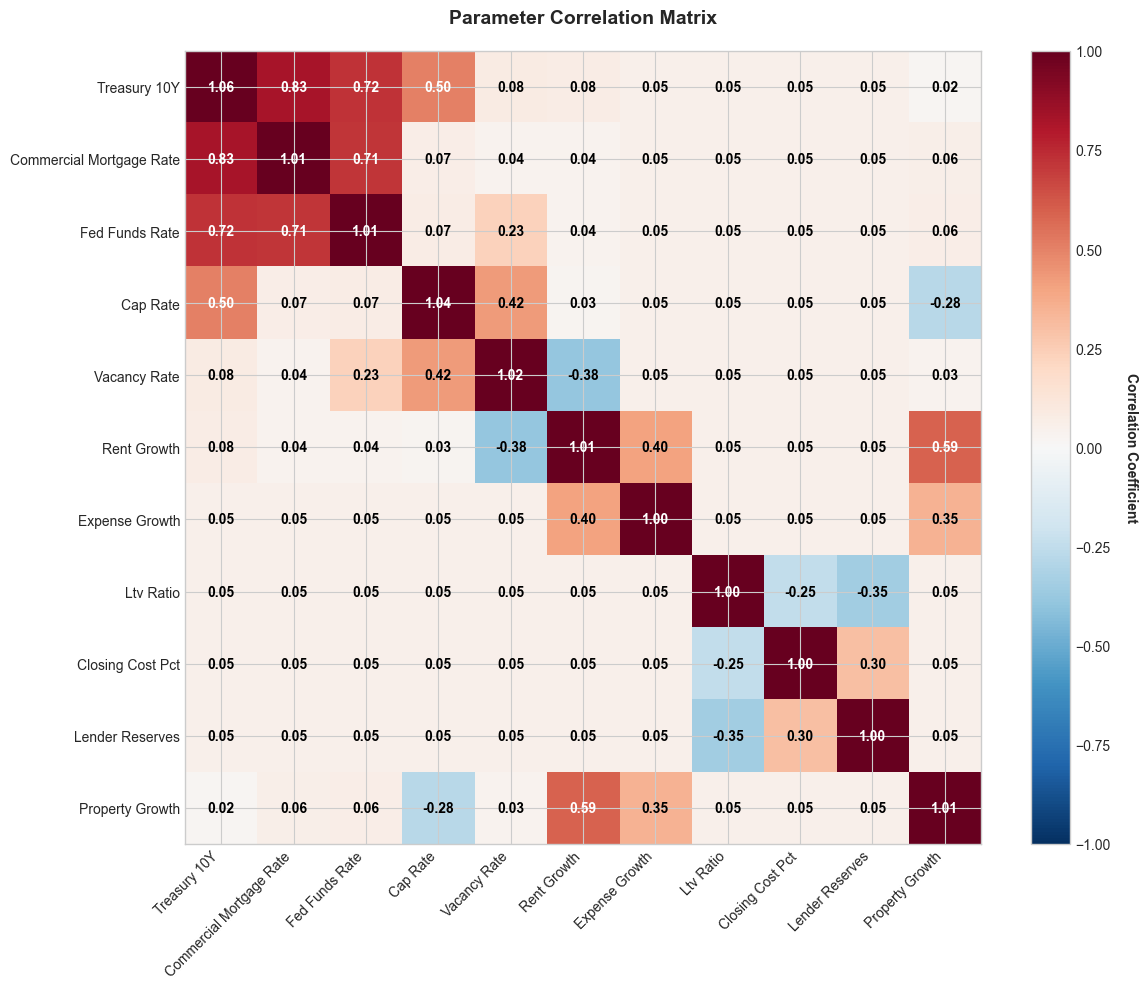 Parameter Correlation Matrix
Treasury 10Y 1.06 0.83 0.72 0.50 0.08 0.08 0.05 0.05 0.05 0.05 0.02
Commercial Mortgage Rate 0.83 1.01 0.71 0.07 0.04 0.04 0.05 0.05 0.05 0.05 0.06
Fed Funds Rate 0.72 0.71 1.01 0.07 0.23 0.04 0.05 0.05 0.05 0.05 0.06
Cap Rate 0.50 0.07 0.07 1.04 0.42 0.03 0.05 0.05 0.05 0.05 -0.28
Vacancy Rate 0.08 0.04 0.23 0.42 1.02 -0.38 0.05 0.05 0.05 0.05 0.03
Rent Growth 0.08 0.04 0.04 0.03 -0.38 1.01 0.40 0.05 0.05 0.05 0.59
Expense Growth 0.05 0.05 0.05 0.05 0.05 0.40 1.00 0.05 0.05 0.05 0.35
Ltv Ratio 0.05 0.05 0.05 0.05 0.05 0.05 0.05 1.00 -0.25 -0.35 0.05
Closing Cost Pct 0.05 0.05 0.05 0.05 0.05 0.05 0.05 -0.25 1.00 0.30 0.05
Lender Reserves 0.05 0.05 0.05 0.05 0.05 0.05 0.05 -0.35 0.30 1.00 0.05
Property Growth 0.02 0.06 0.06 -0.28 0.03 0.59 0.35 0.05 0.05 0.05 1.01
Treasury 10Y
Commercial Mortgage Rate
Fed Funds Rate
Cap Rate
Vacancy Rate
Rent Growth
Expense Growth
Ltv Ratio
Closing Cost Pct
Lender Reserves
Property Growth
1.00
0.75
0.50
0.25
0.00
−0.25
−0.50
−0.75
−1.00
Correlation Coefficient